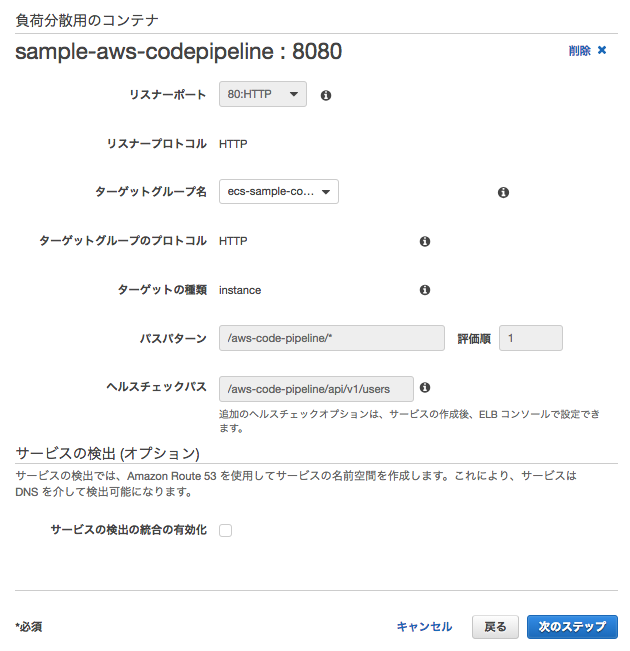 負荷分散用のコンテナ
sample-aws-codepipeline : 8080 削除 ✖
リスナーポート 80:HTTP
リスナープロトコル HTTP
ターゲットグループ名 ecs-sample-co...
ターゲットグループのプロトコル HTTP
ターゲットの種類 instance
パスパターン /aws-code-pipeline/* 評価順 1
ヘルスチェックパス /aws-code-pipeline/api/v1/users
追加のヘルスチェックオプションは、サービスの作成後、ELB コンソールで設定でき
ます。
サービスの検出 (オプション)
サービスの検出では、Amazon Route 53 を使用してサービスの名前空間を作成します。これにより、サービスは
DNS を介して検出可能になります。
サービスの検出の統合の有効化
*必須 キャンセル 戻る 次のステップ